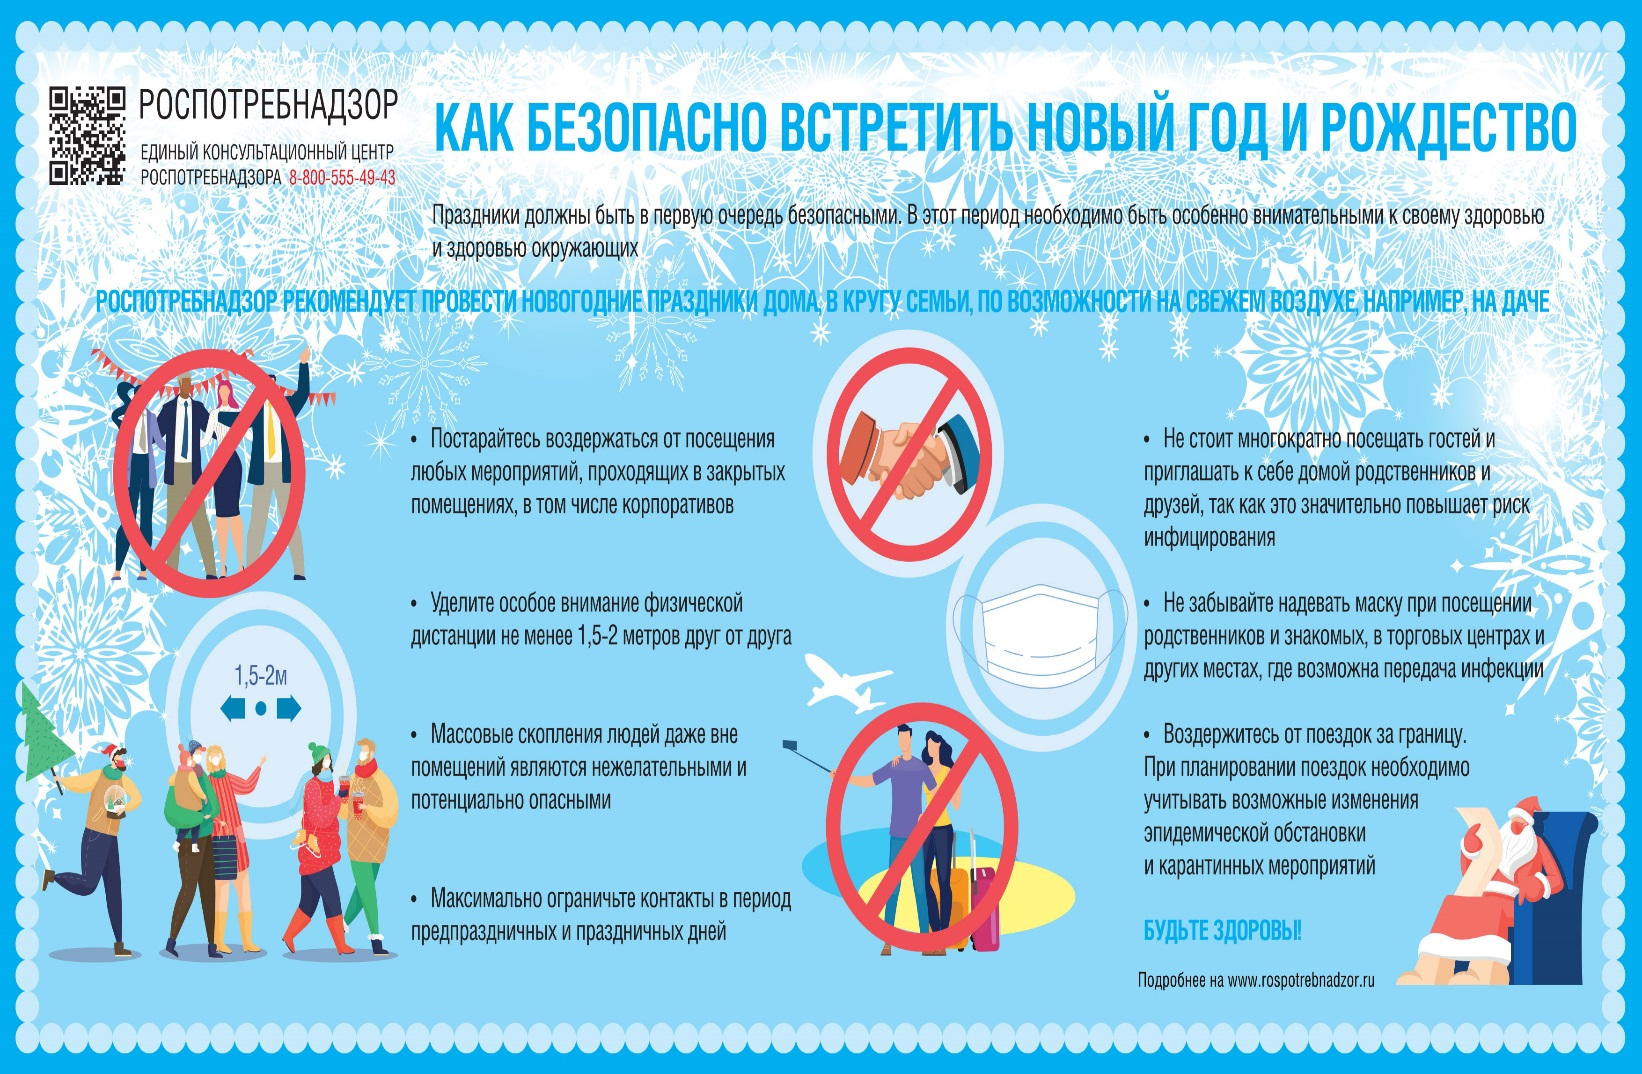 РОСПОТРЕБНАДЗОР
ЕДИНЫЙ КОНСУЛЬТАЦИОННЫЙ ЦЕНТР
РОСПОТРЕБНАДЗОРА 8-800-555-49-43
КАК БЕЗОПАСНО ВСТРЕТИТЬ НОВЫЙ ГОД И РОЖДЕСТВО
Праздники должны быть в первую очередь безопасными. В этот период необходимо быть особенно внимательными к своему здоровью
и здоровью окружающих
РОСПОТРЕБНАДЗОР РЕКОМЕНДУЕТ ПРОВЕСТИ НОВОГОДНИЕ ПРАЗДНИКИ ДОМА, В КРУГУ СЕМЬИ, ПО ВОЗМОЖНОСТИ НА СВЕЖЕМ ВОЗДУХЕ, НАПРИМЕР, НА ДАЧЕ
• Постарайтесь воздержаться от посещения
любых мероприятий, проходящих в закрытых
помещениях, в том числе корпоративов
• Уделите особое внимание физической
дистанции не менее 1,5-2 метров друг от друга
1,5-2м
• Массовые скопления людей даже вне
помещений являются нежелательными и
потенциально опасными
• Максимально ограничьте контакты в период
предпраздничных и праздничных дней
• Не стоит многократно посещать гостей и
приглашать к себе домой родственников и
друзей, так как это значительно повышает риск
инфицирования
• Не забывайте надевать маску при посещении
родственников и знакомых, в торговых центрах и
других местах, где возможна передача инфекции
• Воздержитесь от поездок за границу.
При планировании поездок необходимо
учитывать возможные изменения
эпидемической обстановки
и карантинных мероприятий
БУДЬТЕ ЗДОРОВЫ!
Подробнее на www.rospotrebnadzor.ru